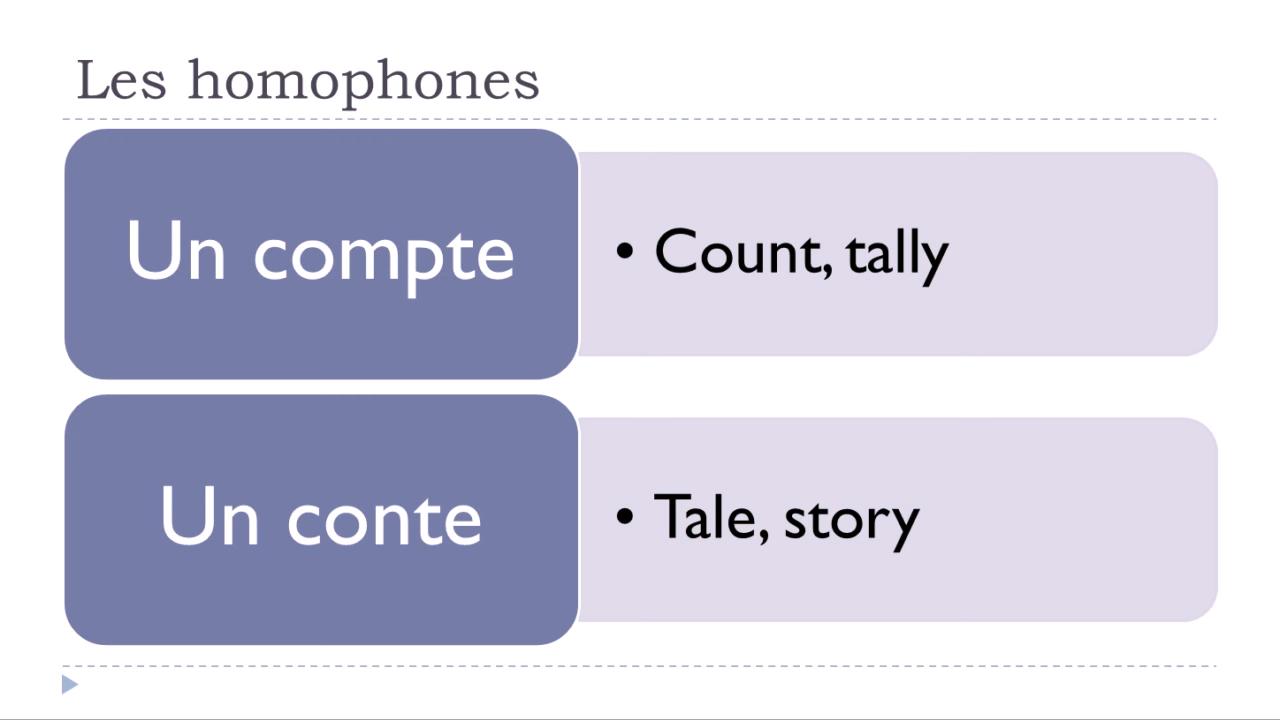 Les homophones
Un compte
• Count, tally
Un conte
• Tale, story